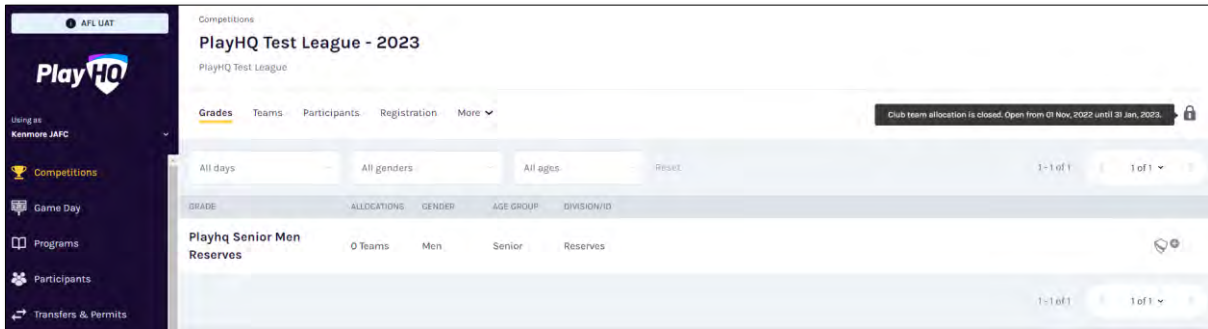 AFL UAT
PlayHQ
Using as
Kenmore JAFC
Competitions
Game Day
Programs
Participants
Transfers & Permits
Competitions
PlayHQ Test League - 2023
PlayHQ Test League
Grades Teams Participants Registration More
Club team allocation is closed. Open from 01 Nov, 2022 until 31 Jan, 2023.
All days All genders All ages Reset 1-1 of 1 1 of 1
GRADE ALLOCATIONS GENDER AGE GROUP DIVISION/ID
Playhq Senior Men
Reserves
0 Teams Men Senior Reserves
1-1 of 1 1 of 1